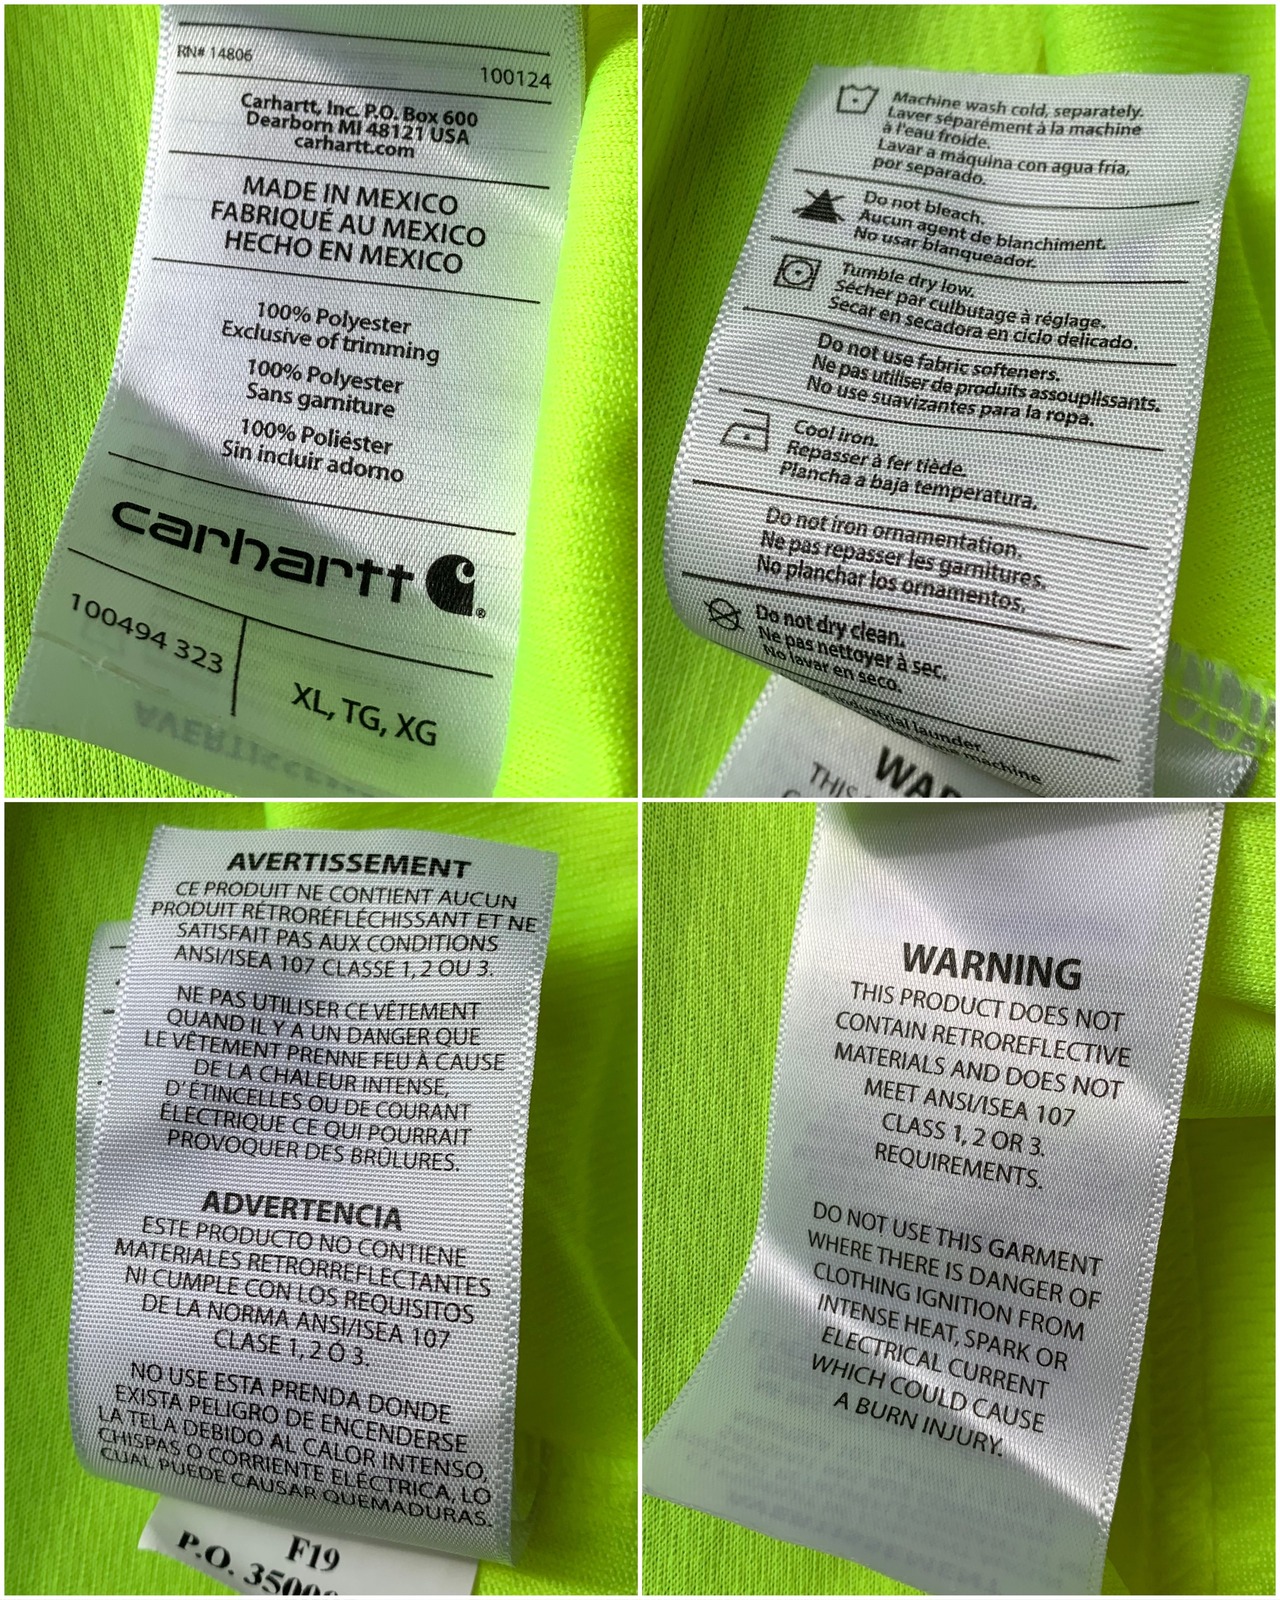 RN# 14806
100124
Carhartt, Inc. P.O. Box 600
Dearborn MI 48121 USA
carhartt.com
MADE IN MEXICO
FABRIQUÉ AU MEXICO
HECHO EN MEXICO
100% Polyester
Exclusive of trimming
100% Polyester
Sans garniture
100% Poliéster
Sin incluir adorno
carhartt
®
100494 323
XL, TG, XG
AVERTISSEMENT
Machine wash cold, separately.
Laver séparément à la machine
à l'eau froide.
Lavar a máquina con agua fría,
por separado.
Do not bleach.
Aucun agent de blanchiment.
No usar blanqueador.
Tumble dry low.
Sécher par culbutage à réglage.
Secar en secadora en ciclo delicado.
Do not use fabric softeners.
Ne pas utiliser de produits assouplissants.
No use suavizantes para la ropa.
Cool iron.
Repasser à fer tiède.
Plancha a baja temperatura.
Do not iron ornamentation.
Ne pas repasser les garnitures.
No planchar los ornamentos.
Do not dry clean.
Ne pas nettoyer à sec.
No lavar en seco.
industrial launder.
machine
WAR
THIS
AVERTISSEMENT
CE PRODUIT NE CONTIENT AUCUN
PRODUIT RÉTRORÉFLÉCHISSANT ET NE
SATISFAIT PAS AUX CONDITIONS
ANSI/ISEA 107 CLASSE 1, 2 OU 3.
NE PAS UTILISER CE VÊTEMENT
QUAND IL Y A UN DANGER QUE
LE VÊTEMENT PRENNE FEU À CAUSE
DE LA CHALEUR INTENSE,
D' ÉTINCELLES OU DE COURANT
ÉLECTRIQUE CE QUI POURRAIT
PROVOQUER DES BRÛLURES.
ADVERTENCIA
ESTE PRODUCTO NO CONTIENE
MATERIALES RETRORREFLECTANTES
NI CUMPLE CON LOS REQUISITOS
DE LA NORMA ANSI/ISEA 107
CLASE 1, 2 Ó 3.
NO USE ESTA PRENDA DONDE
EXISTA PELIGRO DE ENCENDERSE
LA TELA DEBIDO AL CALOR INTENSO,
CHISPAS O CORRIENTE ELÉCTRICA, LO
CUAL PUEDE CAUSAR QUEMADURAS.
F19
P.O. 3500
WARNING
THIS PRODUCT DOES NOT
CONTAIN RETROREFLECTIVE
MATERIALS AND DOES NOT
MEET ANSI/ISEA 107
CLASS 1, 2 OR 3.
REQUIREMENTS.
DO NOT USE THIS GARMENT
WHERE THERE IS DANGER OF
CLOTHING IGNITION FROM
INTENSE HEAT, SPARK OR
ELECTRICAL CURRENT
WHICH COULD CAUSE
A BURN INJURY.